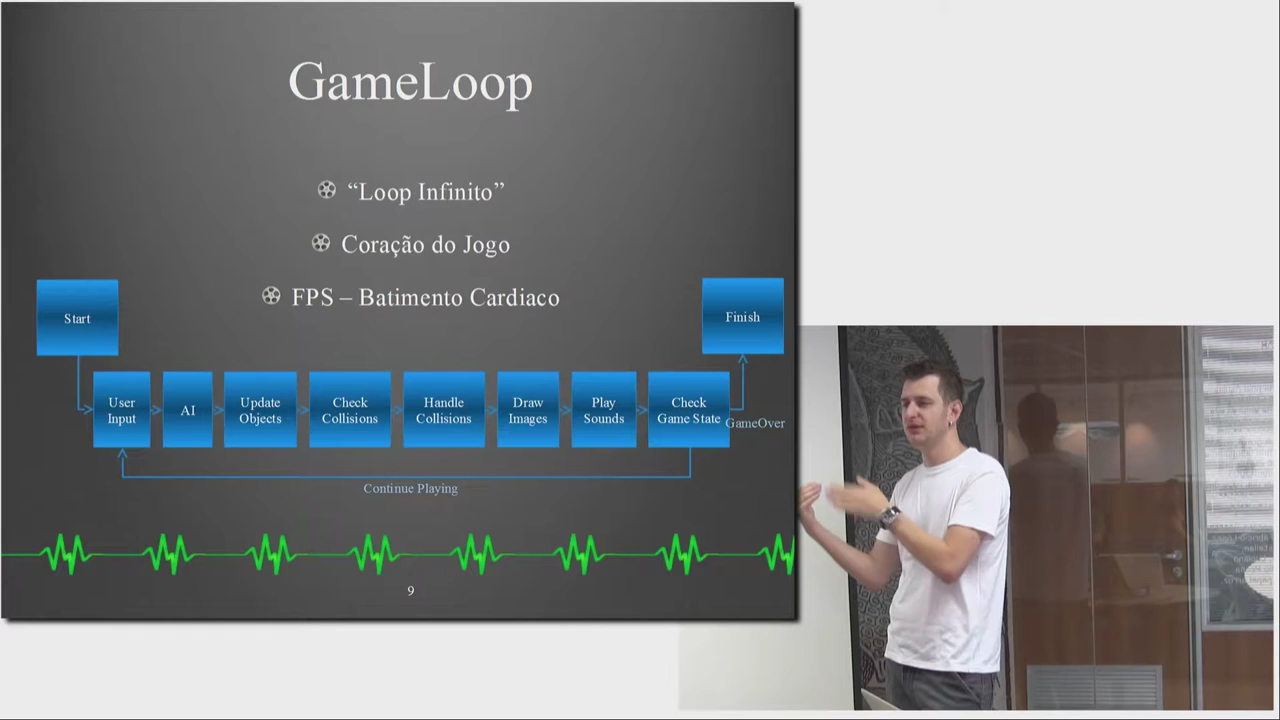 GameLoop
“Loop Infinito”
Coração do Jogo
FPS – Batimento Cardiaco
Start
Finish
User
Input
AI
Update
Objects
Check
Collisions
Handle
Collisions
Draw
Images
Play
Sounds
Check
Game State
GameOver
Continue Playing
9